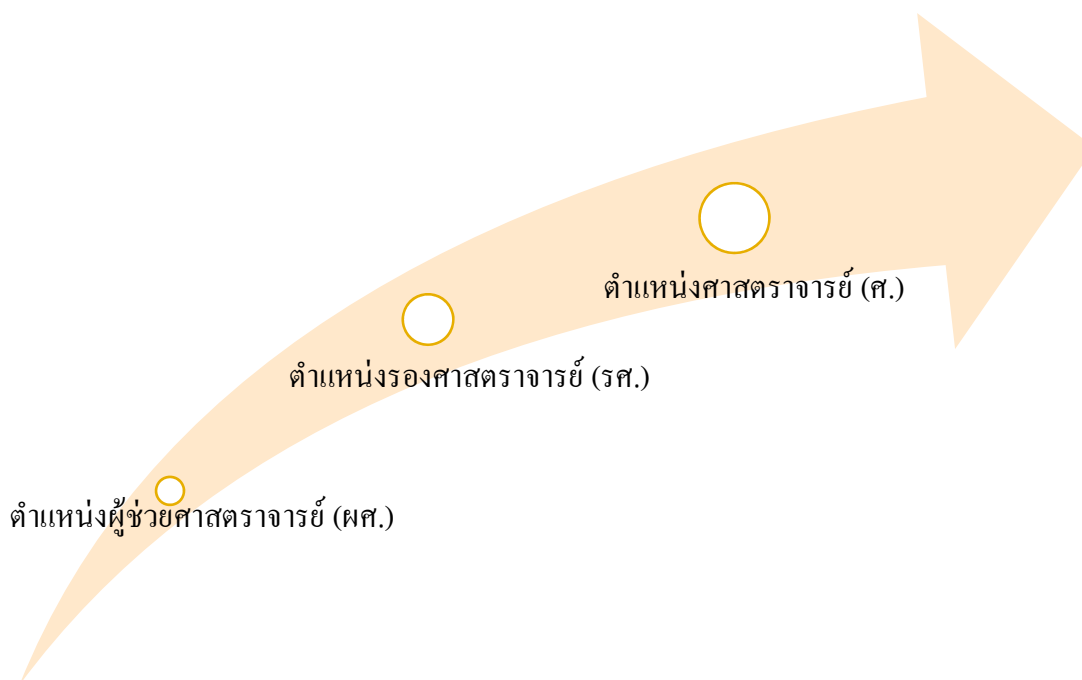 ตำแหน่งศาสตราจารย์ (ศ.)
ตำแหน่งรองศาสตราจารย์ (รศ.)
ตำแหน่งผู้ช่วยศาสตราจารย์ (ผศ.)